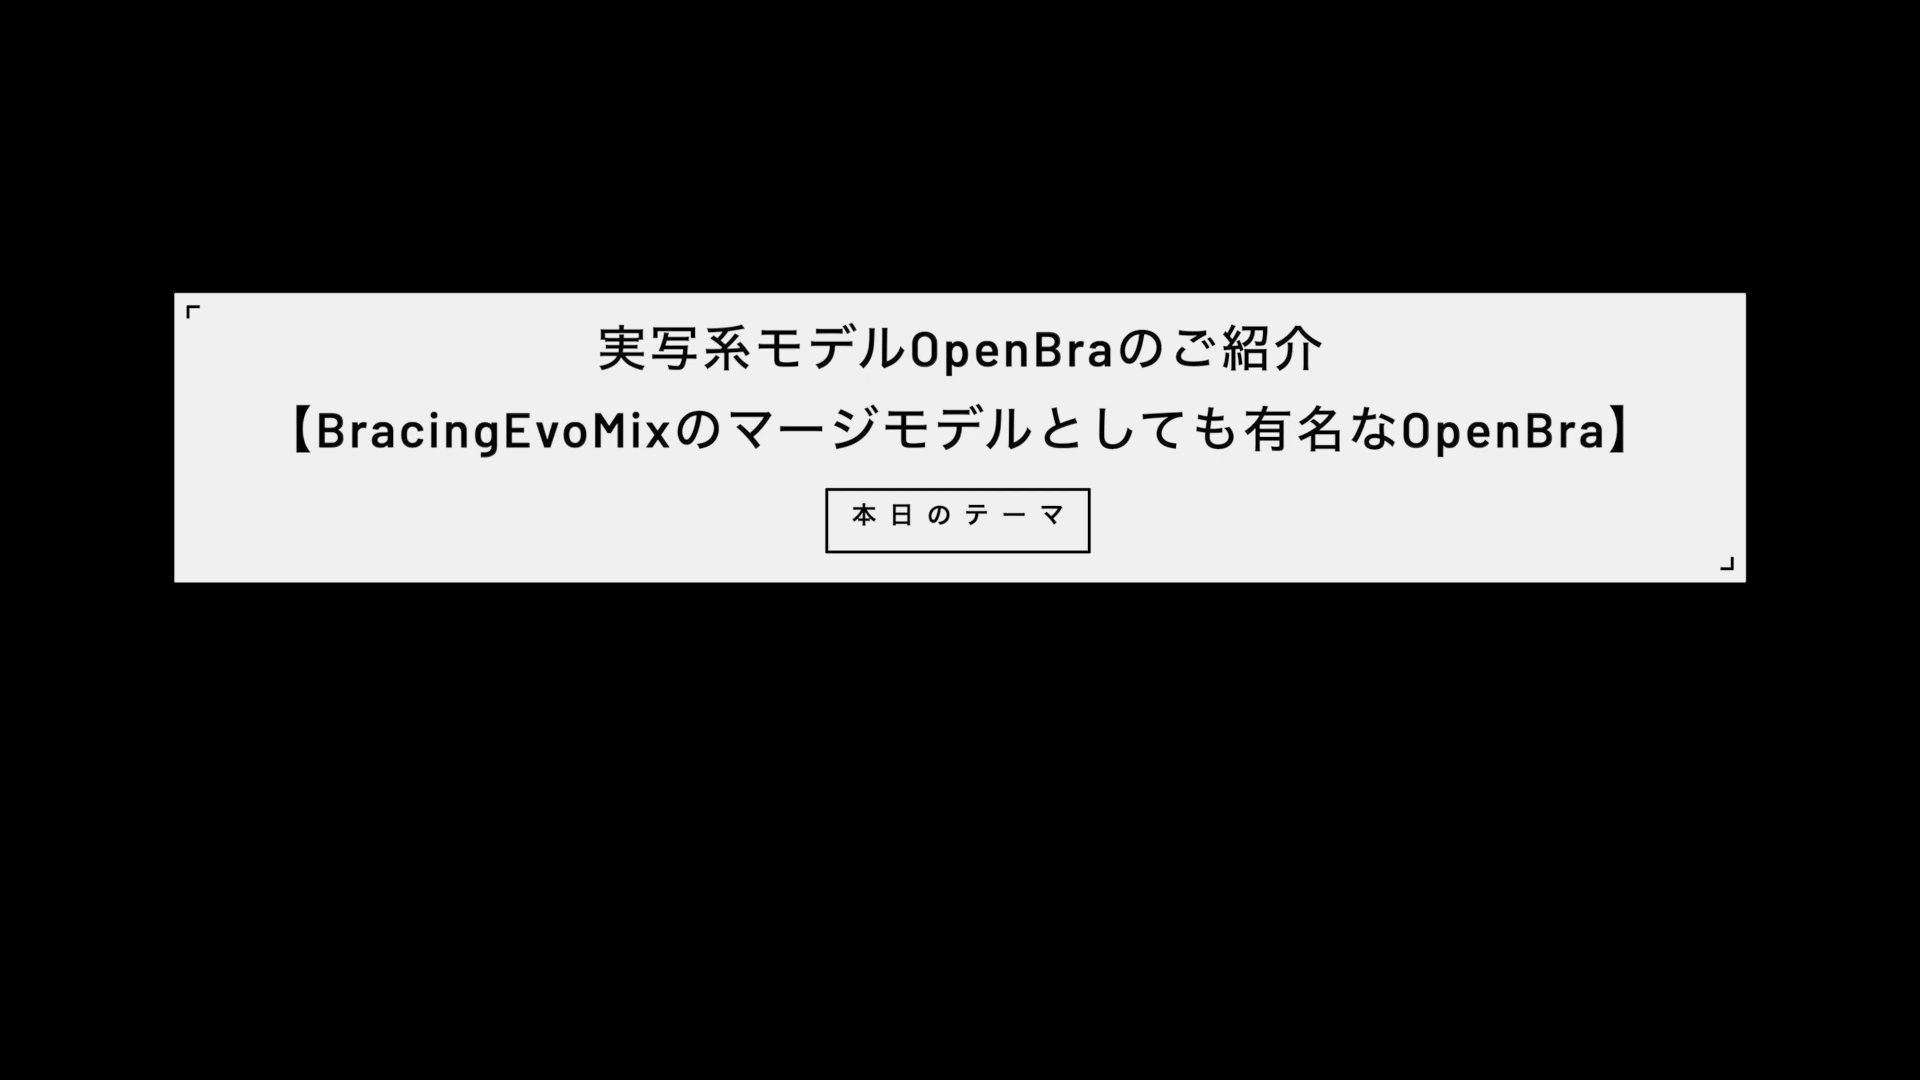 実写系モデルOpenBraのご紹介
【BracingEvoMixのマージモデルとしても有名なOpenBra】
本日のテーマ